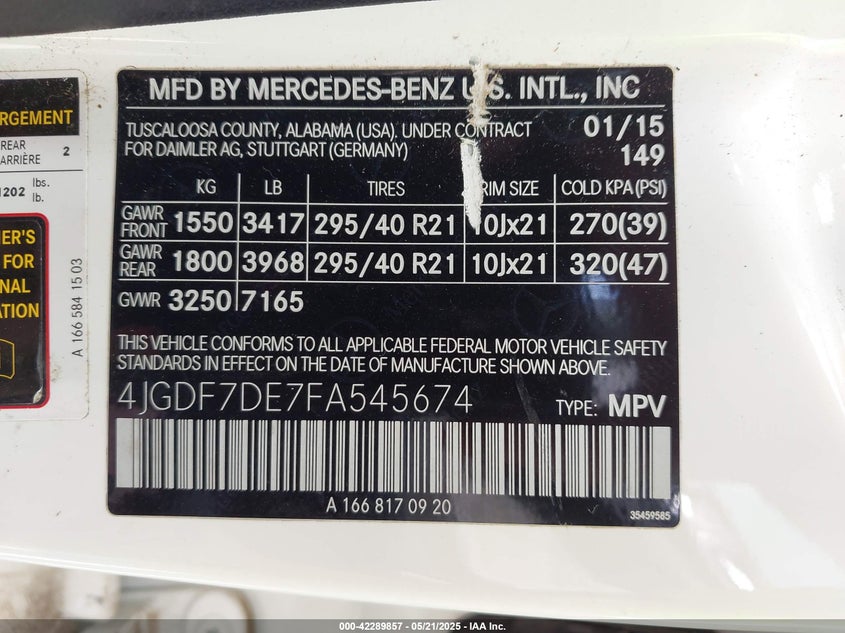 RGEMENT
REAR
ARRIÈRE 2
1202 lbs.
lb.
ER'S
FOR
NAL
ATION
A 166 584 15 03
MFD BY MERCEDES-BENZ U.S. INTL., INC
TUSCALOOSA COUNTY, ALABAMA (USA). UNDER CONTRACT 01/15
FOR DAIMLER AG, STUTTGART (GERMANY) 149
KG LB TIRES RIM SIZE COLD KPA (PSI)
GAWR FRONT 1550 3417 295/40 R21 10Jx21 270(39)
GAWR REAR 1800 3968 295/40 R21 10Jx21 320(47)
GVWR 3250 7165
THIS VEHICLE CONFORMS TO ALL APPLICABLE FEDERAL MOTOR VEHICLE SAFETY
STANDARDS IN EFFECT ON THE DATE OF MANUFACTURE SHOWN ABOVE.
4JGDF7DE7FA545674 TYPE: MPV
A 166 817 09 20
35459585
000-42289857 - 05/21/2025 - IAA Inc.